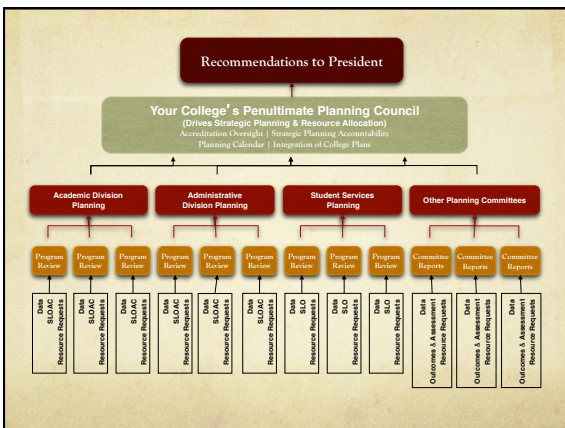 Recommendations to President
Your College's Penultimate Planning Council
(Drives Strategic Planning & Resource Allocation)
Accreditation Oversight | Strategic Planning Accountability
Planning Calendar | Integration of College Plans
Academic Division
Planning
Administrative
Division Planning
Student Services
Planning
Other Planning Committees
Program
Review
Program
Review
Program
Review
Program
Review
Program
Review
Program
Review
Program
Review
Program
Review
Program
Review
Committee
Reports
Committee
Reports
Committee
Reports
Data
SLOAC
Resource Requests
Data
SLOAC
Resource Requests
Data
SLOAC
Resource Requests
Data
SLOAC
Resource Requests
Data
SLOAC
Resource Requests
Data
SLOAC
Resource Requests
Data
SLO
Resource Requests
Data
SLO
Resource Requests
Data
SLO
Resource Requests
Data
Outcomes & Assessment
Resource Requests
Data
Outcomes & Assessment
Resource Requests
Data
Outcomes & Assessment
Resource Requests